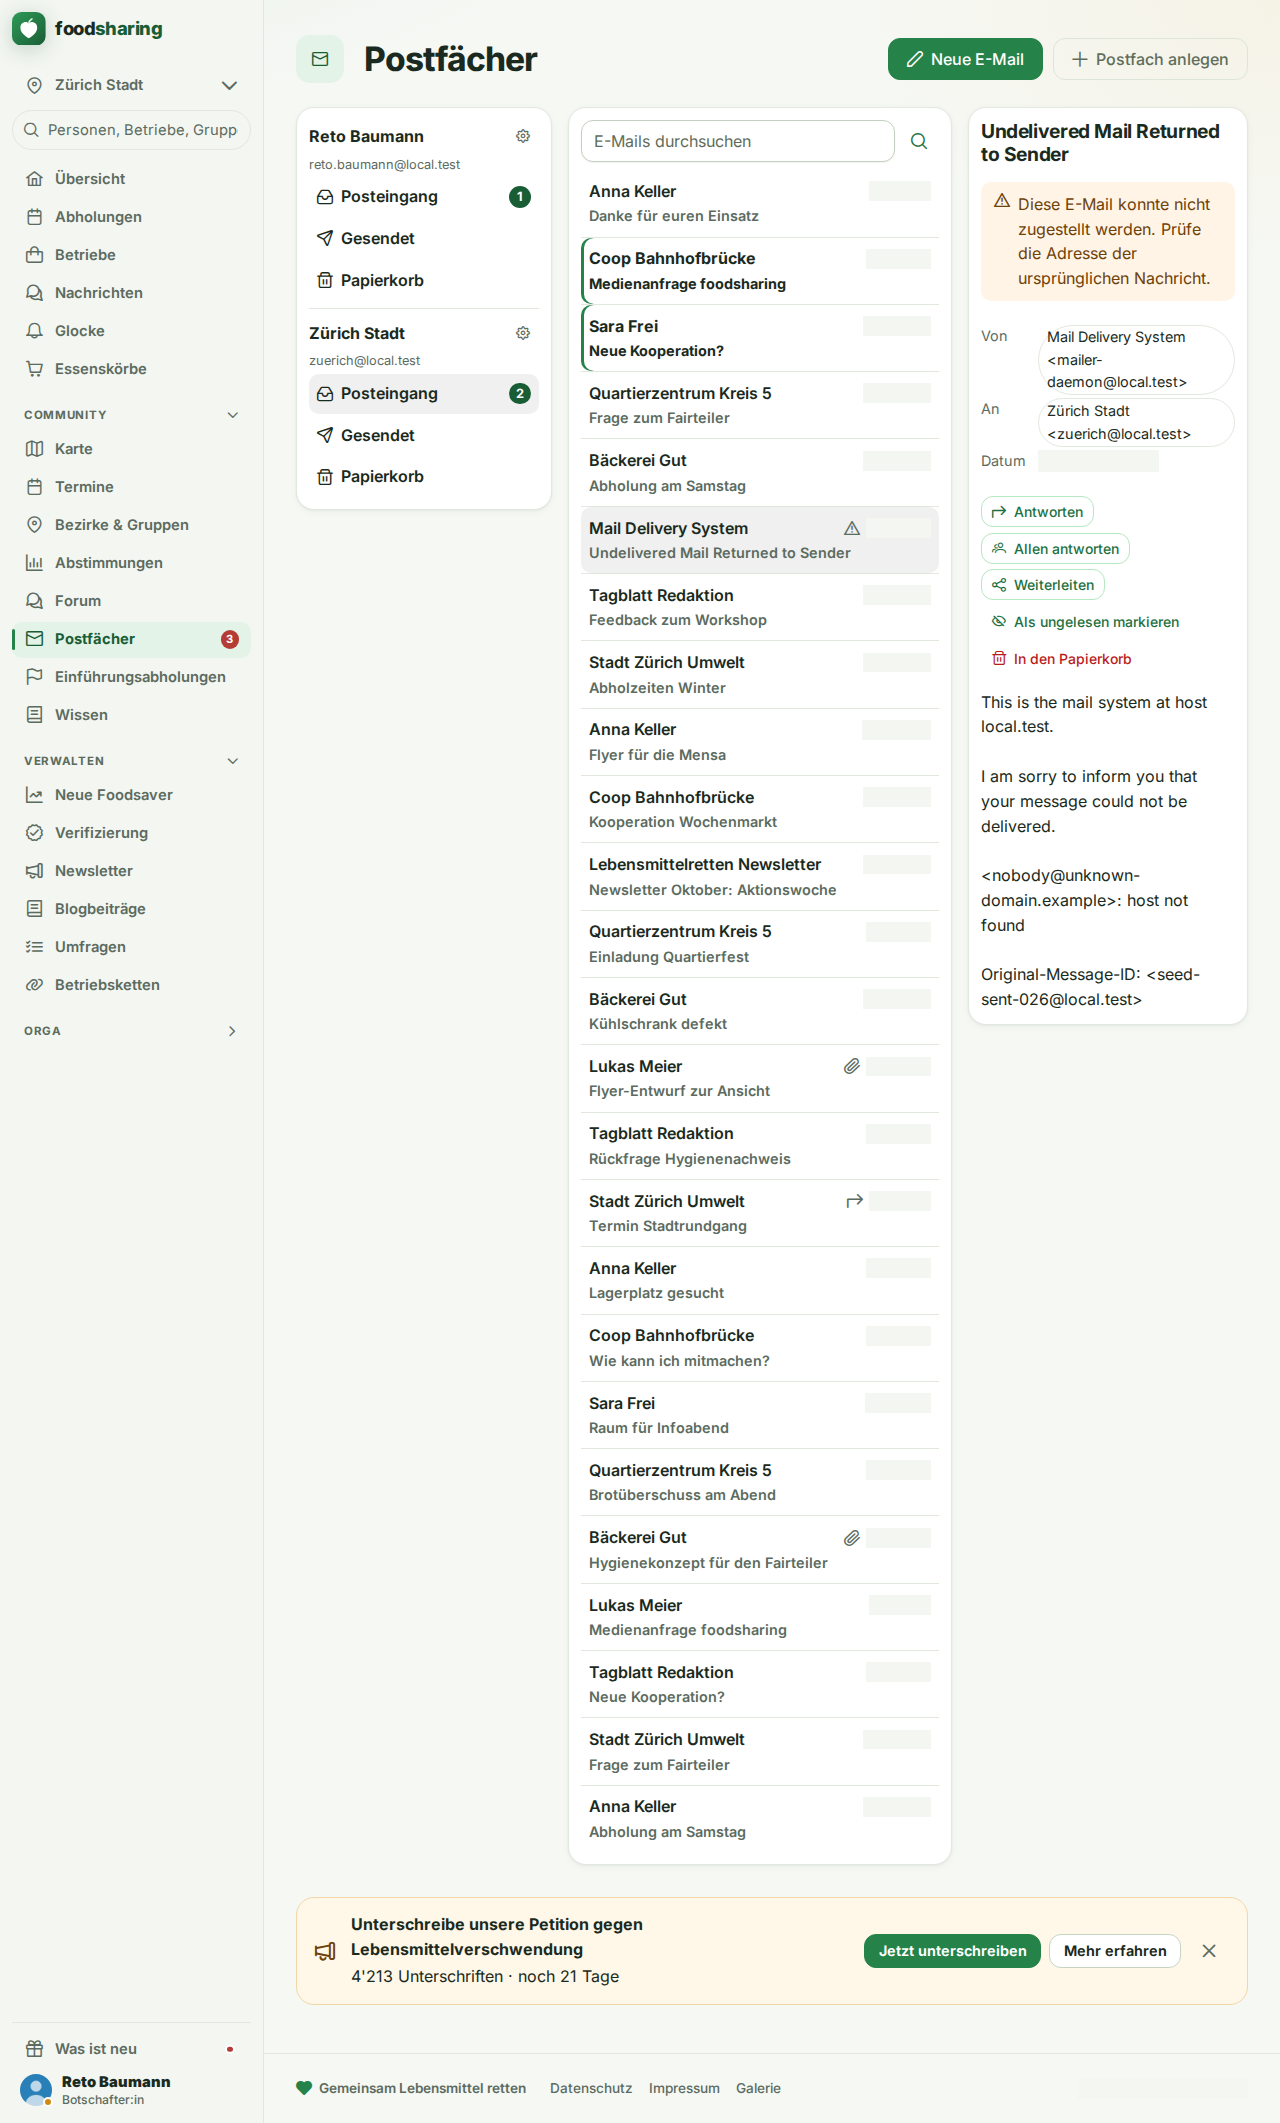 foodsharing
Zürich Stadt
Personen, Betriebe, Grupp
Übersicht
Abholungen
Betriebe
Nachrichten
Glocke
Essenskörbe
COMMUNITY
Karte
Termine
Bezirke & Gruppen
Abstimmungen
Forum
Postfächer 3
Einführungsabholungen
Wissen
VERWALTEN
Neue Foodsaver
Verifizierung
Newsletter
Blogbeiträge
Umfragen
Betriebsketten
ORGA
Was ist neu
Reto Baumann
Botschafter:in
Postfächer
Neue E-Mail
Postfach anlegen
Reto Baumann
reto.baumann@local.test
Posteingang 1
Gesendet
Papierkorb
Zürich Stadt
zuerich@local.test
Posteingang 2
Gesendet
Papierkorb
E-Mails durchsuchen
Anna Keller
Danke für euren Einsatz
Coop Bahnhofbrücke
Medienanfrage foodsharing
Sara Frei
Neue Kooperation?
Quartierzentrum Kreis 5
Frage zum Fairteiler
Bäckerei Gut
Abholung am Samstag
Mail Delivery System
Undelivered Mail Returned to Sender
Tagblatt Redaktion
Feedback zum Workshop
Stadt Zürich Umwelt
Abholzeiten Winter
Anna Keller
Flyer für die Mensa
Coop Bahnhofbrücke
Kooperation Wochenmarkt
Lebensmittelretten Newsletter
Newsletter Oktober: Aktionswoche
Quartierzentrum Kreis 5
Einladung Quartierfest
Bäckerei Gut
Kühlschrank defekt
Lukas Meier
Flyer-Entwurf zur Ansicht
Tagblatt Redaktion
Rückfrage Hygienenachweis
Stadt Zürich Umwelt
Termin Stadtrundgang
Anna Keller
Lagerplatz gesucht
Coop Bahnhofbrücke
Wie kann ich mitmachen?
Sara Frei
Raum für Infoabend
Quartierzentrum Kreis 5
Brotüberschuss am Abend
Bäckerei Gut
Hygienekonzept für den Fairteiler
Lukas Meier
Medienanfrage foodsharing
Tagblatt Redaktion
Neue Kooperation?
Stadt Zürich Umwelt
Frage zum Fairteiler
Anna Keller
Abholung am Samstag
Undelivered Mail Returned
to Sender
Diese E-Mail konnte nicht
zugestellt werden. Prüfe
die Adresse der
ursprünglichen Nachricht.
Von Mail Delivery System
<mailer-
daemon@local.test>
An Zürich Stadt
<zuerich@local.test>
Datum
Antworten
Allen antworten
Weiterleiten
Als ungelesen markieren
In den Papierkorb
This is the mail system at host
local.test.
I am sorry to inform you that
your message could not be
delivered.
<nobody@unknown-
domain.example>: host not
found
Original-Message-ID: <seed-
sent-026@local.test>
Unterschreibe unsere Petition gegen
Lebensmittelverschwendung
4'213 Unterschriften · noch 21 Tage
Jetzt unterschreiben
Mehr erfahren
Gemeinsam Lebensmittel retten
Datenschutz
Impressum
Galerie